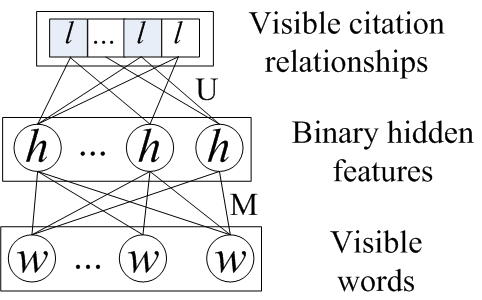 l ... l l
Visible citation
relationships
U
h ... h h
Binary hidden
features
M
w ... w w
Visible
words